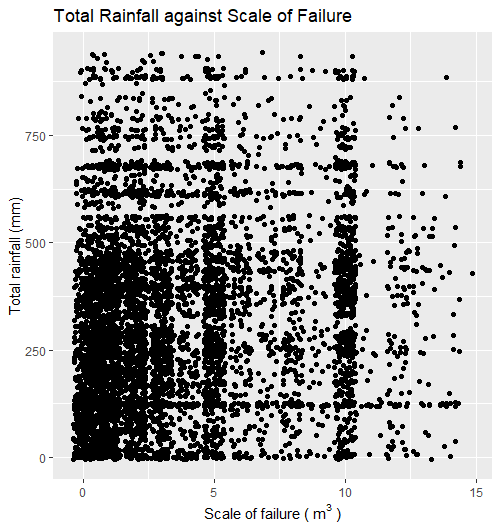 Total Rainfall against Scale of Failure
Total rainfall (mm)
750
500
250
0
0 5 10 15
Scale of failure ( m³ )